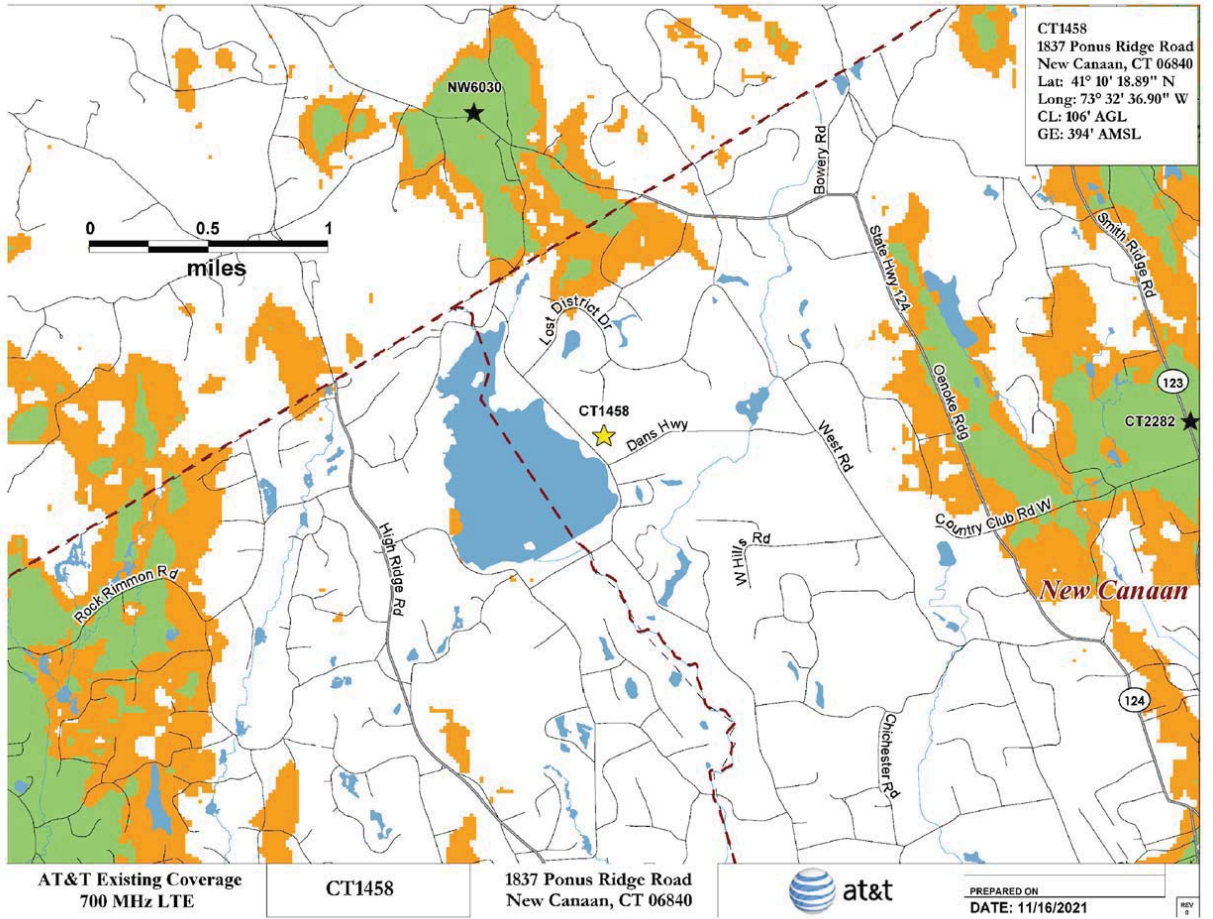 CT1458
1837 Ponus Ridge Road
New Canaan, CT 06840
Lat: 41° 10' 18.89" N
Long: 73° 32' 36.90" W
CL: 106' AGL
GE: 394' AMSL
NW6030
Bowery Rd
0 0.5 1
miles
State Hwy 124
Smith Ridge Rd
Lost District Dr
123
Oenoke Rdg
CT2282
CT1458
Dans Hwy
West Rd
Country Club Rd W
High Ridge Rd
W Hills Rd
Rock Rimmon Rd
New Canaan
124
Chichester Rd
AT&T Existing Coverage
700 MHz LTE
CT1458
1837 Ponus Ridge Road
New Canaan, CT 06840
at&t
PREPARED ON
DATE: 11/16/2021
REV
0